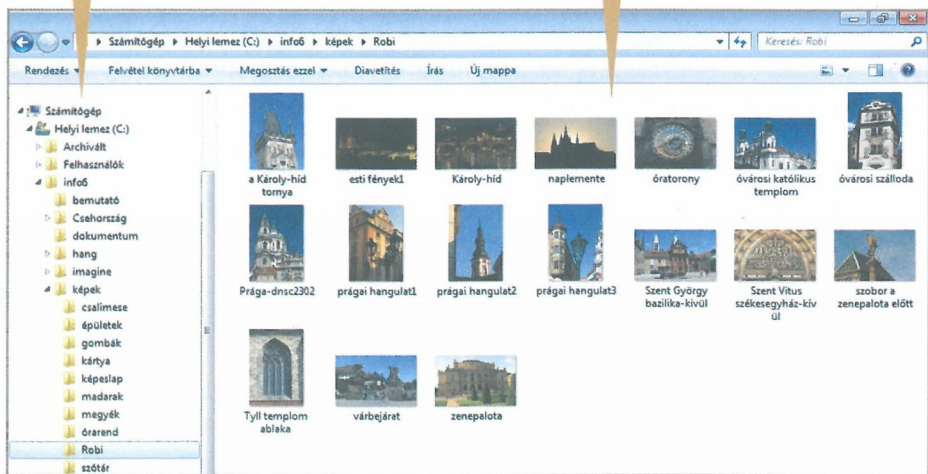 Számítógép ▸ Helyi lemez (C:) ▸ info6 ▸ képek ▸ Robi
Keresés: Robi
Rendezés Felvétel könyvtárba Megosztás ezzel Diavetítés Írás Új mappa
Számítógép
Helyi lemez (C:)
Archivált
Felhasználók
info6
bemutató
Csehország
dokumentum
hang
imagine
képek
csalimese
épületek
gombák
kártya
képeslap
madarak
megyék
órarend
Robi
szótár
a Károly-híd
tornya
esti fények1
Károly-híd
naplemente
óratorony
óvárosi katólikus
templom
óvárosi szálloda
Prága-dnsc2302
prágai hangulat1
prágai hangulat2
prágai hangulat3
Szent György
bazilika-kívül
Szent Vitus
székesegyház-kív
ül
szobor a
zenepalota előtt
Tyll templom
ablaka
várbejárat
zenepalota